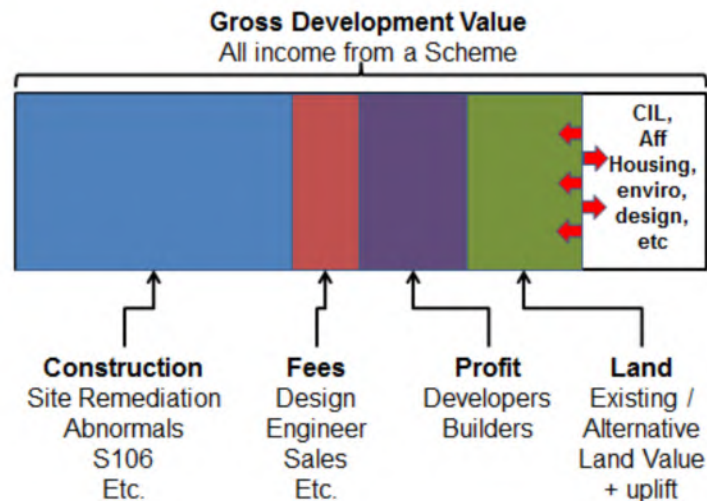 Gross Development Value
All income from a Scheme
CIL,
Aff
Housing,
enviro,
design,
etc
Construction
Site Remediation
Abnormals
S106
Etc.
Fees
Design
Engineer
Sales
Etc.
Profit
Developers
Builders
Land
Existing /
Alternative
Land Value
+ uplift